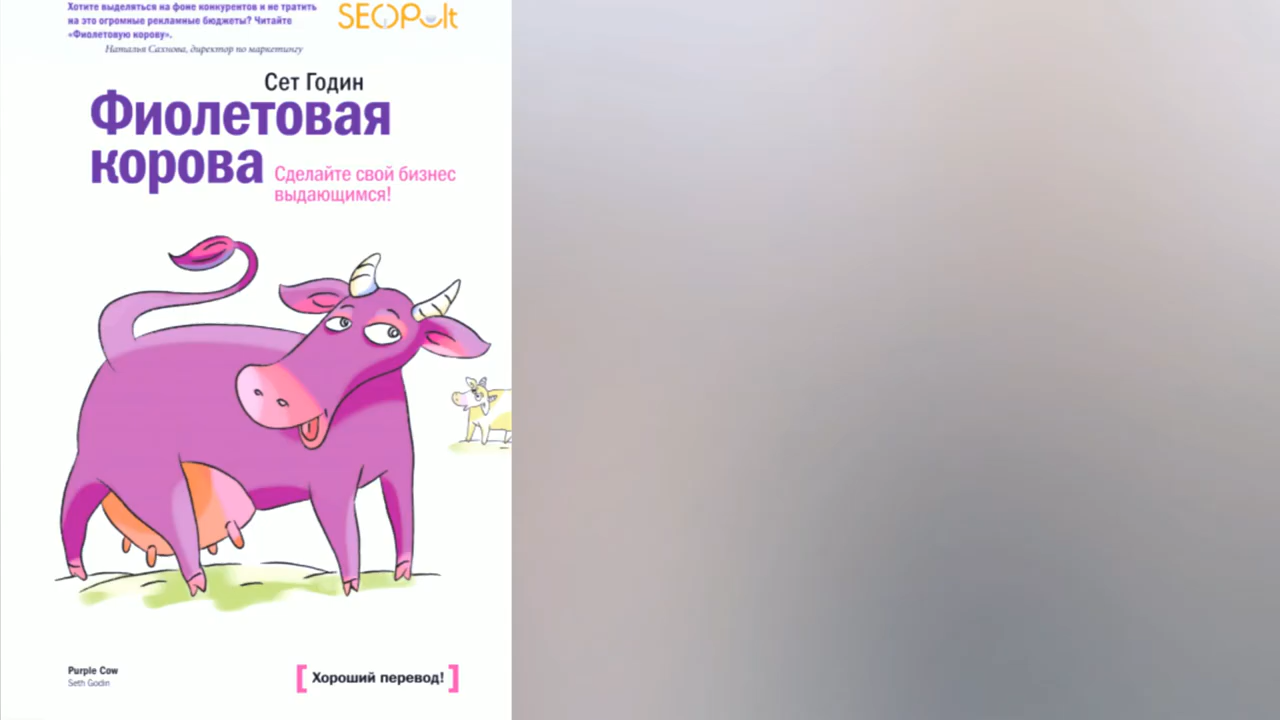 Хотите выделяться на фоне конкурентов и не тратить
на это огромные рекламные бюджеты? Читайте
«Фиолетовую корову».
Наталья Сахнова, директор по маркетингу
SEOPult
Сет Годин
Фиолетовая
корова
Сделайте свой бизнес
выдающимся!
Purple Cow
Seth Godin
[Хороший перевод!]